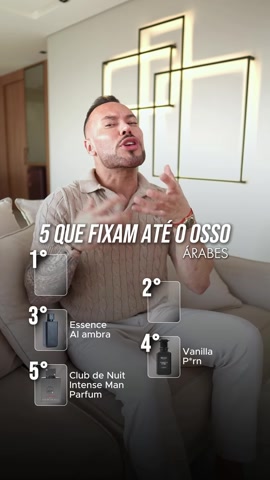 5 QUE FIXAM ATÉ O OSSO
ÁRABES
1°
2°
3°
Essence
Al ambra
4°
Vanilla
P*rn
5°
Club de Nuit
Intense Man
Parfum